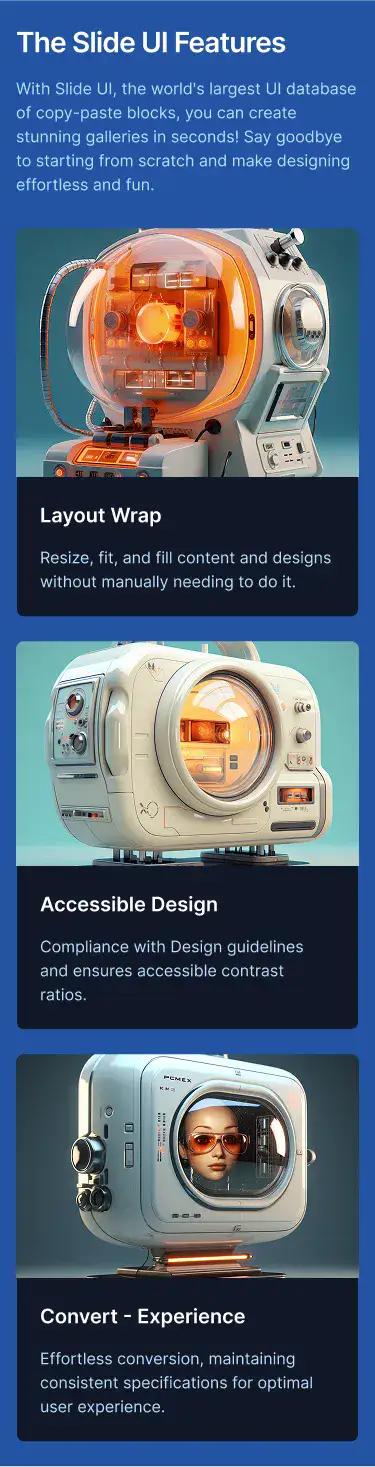 The Slide UI Features
With Slide UI, the world's largest UI database
of copy-paste blocks, you can create
stunning galleries in seconds! Say goodbye
to starting from scratch and make designing
effortless and fun.
Layout Wrap
Resize, fit, and fill content and designs
without manually needing to do it.
Accessible Design
Compliance with Design guidelines
and ensures accessible contrast
ratios.
PCMEX
Convert - Experience
Effortless conversion, maintaining
consistent specifications for optimal
user experience.